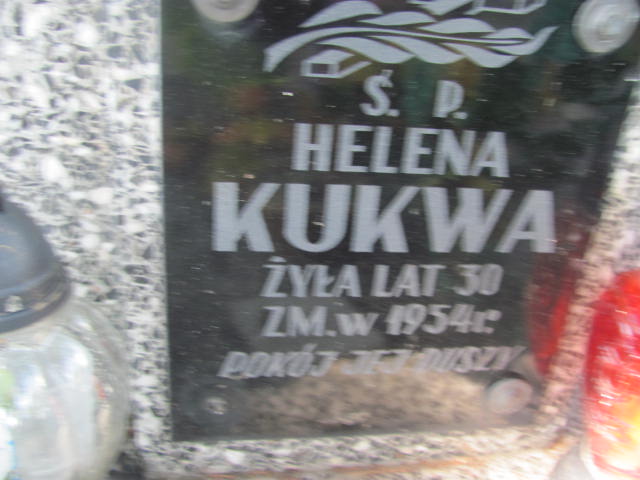 Ś. P.
HELENA
KUKWA
ŻYŁA LAT 30
ZM. w 1954 r.
POKÓJ JEJ DUSZY